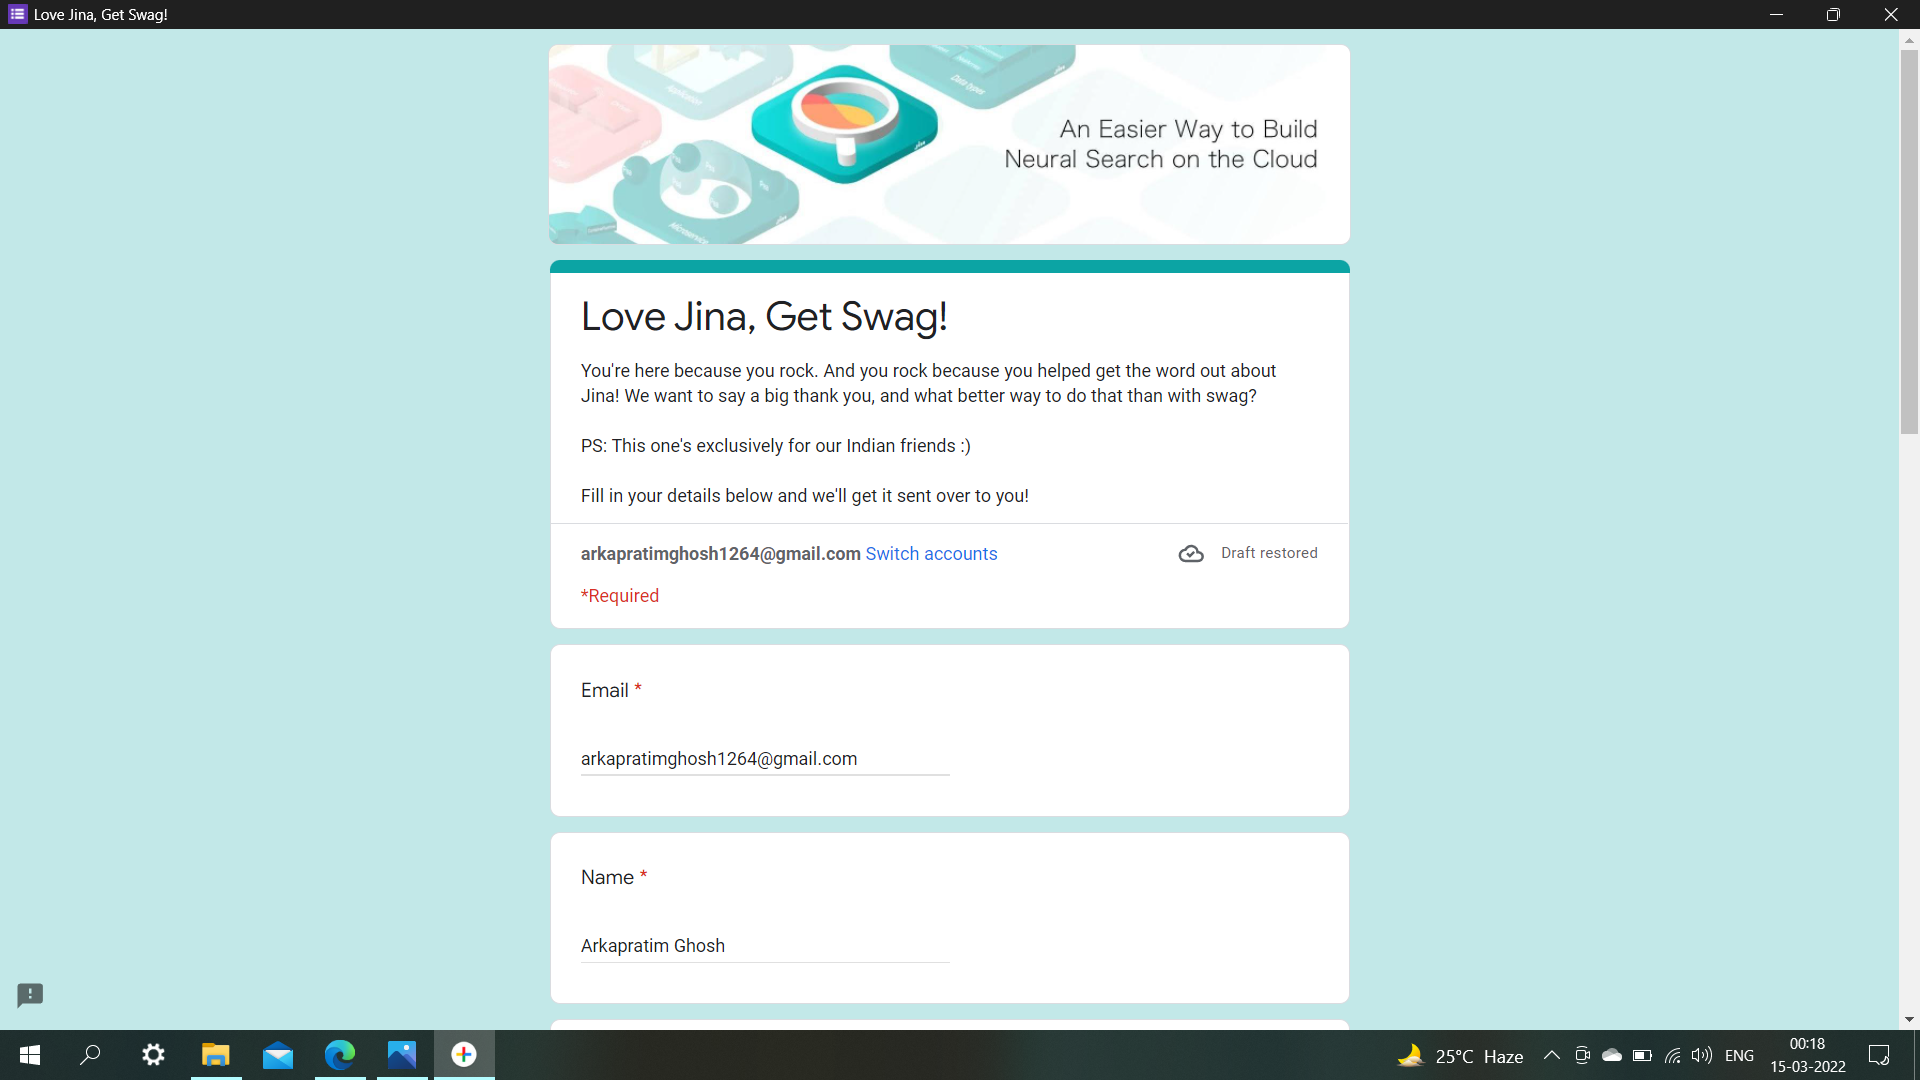 Love Jina, Get Swag!
Application
Data types
An Easier Way to Build
Neural Search on the Cloud
Microservice
Love Jina, Get Swag!
You're here because you rock. And you rock because you helped get the word out about
Jina! We want to say a big thank you, and what better way to do that than with swag?
PS: This one's exclusively for our Indian friends :)
Fill in your details below and we'll get it sent over to you!
arkapratimghosh1264@gmail.com Switch accounts
Draft restored
*Required
Email *
arkapratimghosh1264@gmail.com
Name *
Arkapratim Ghosh
25°C Haze
ENG
00:18
15-03-2022